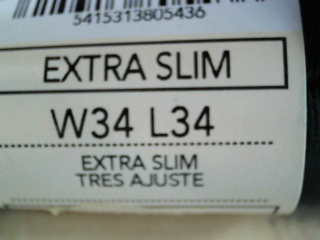 5415313805436
EXTRA SLIM
W34 L34
EXTRA SLIM
TRES AJUSTE